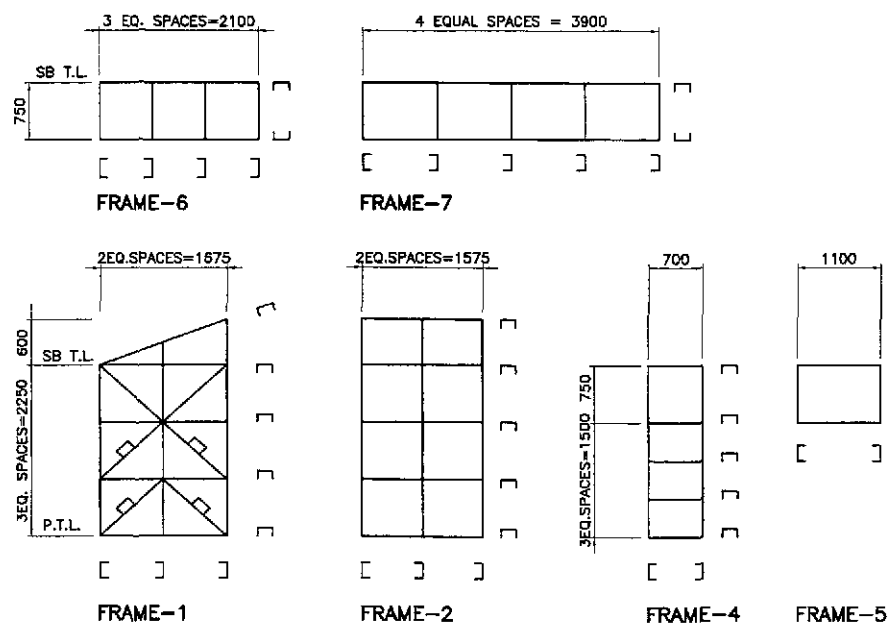 3 EQ. SPACES=2100
4 EQUAL SPACES = 3900
SB T.L.
750
FRAME-6
FRAME-7
2EQ.SPACES=1675
2EQ.SPACES=1575
700
1100
600
SB T.L.
3EQ. SPACES=2250
P.T.L.
750
3EQ.SPACES=1500
FRAME-1
FRAME-2
FRAME-4
FRAME-5